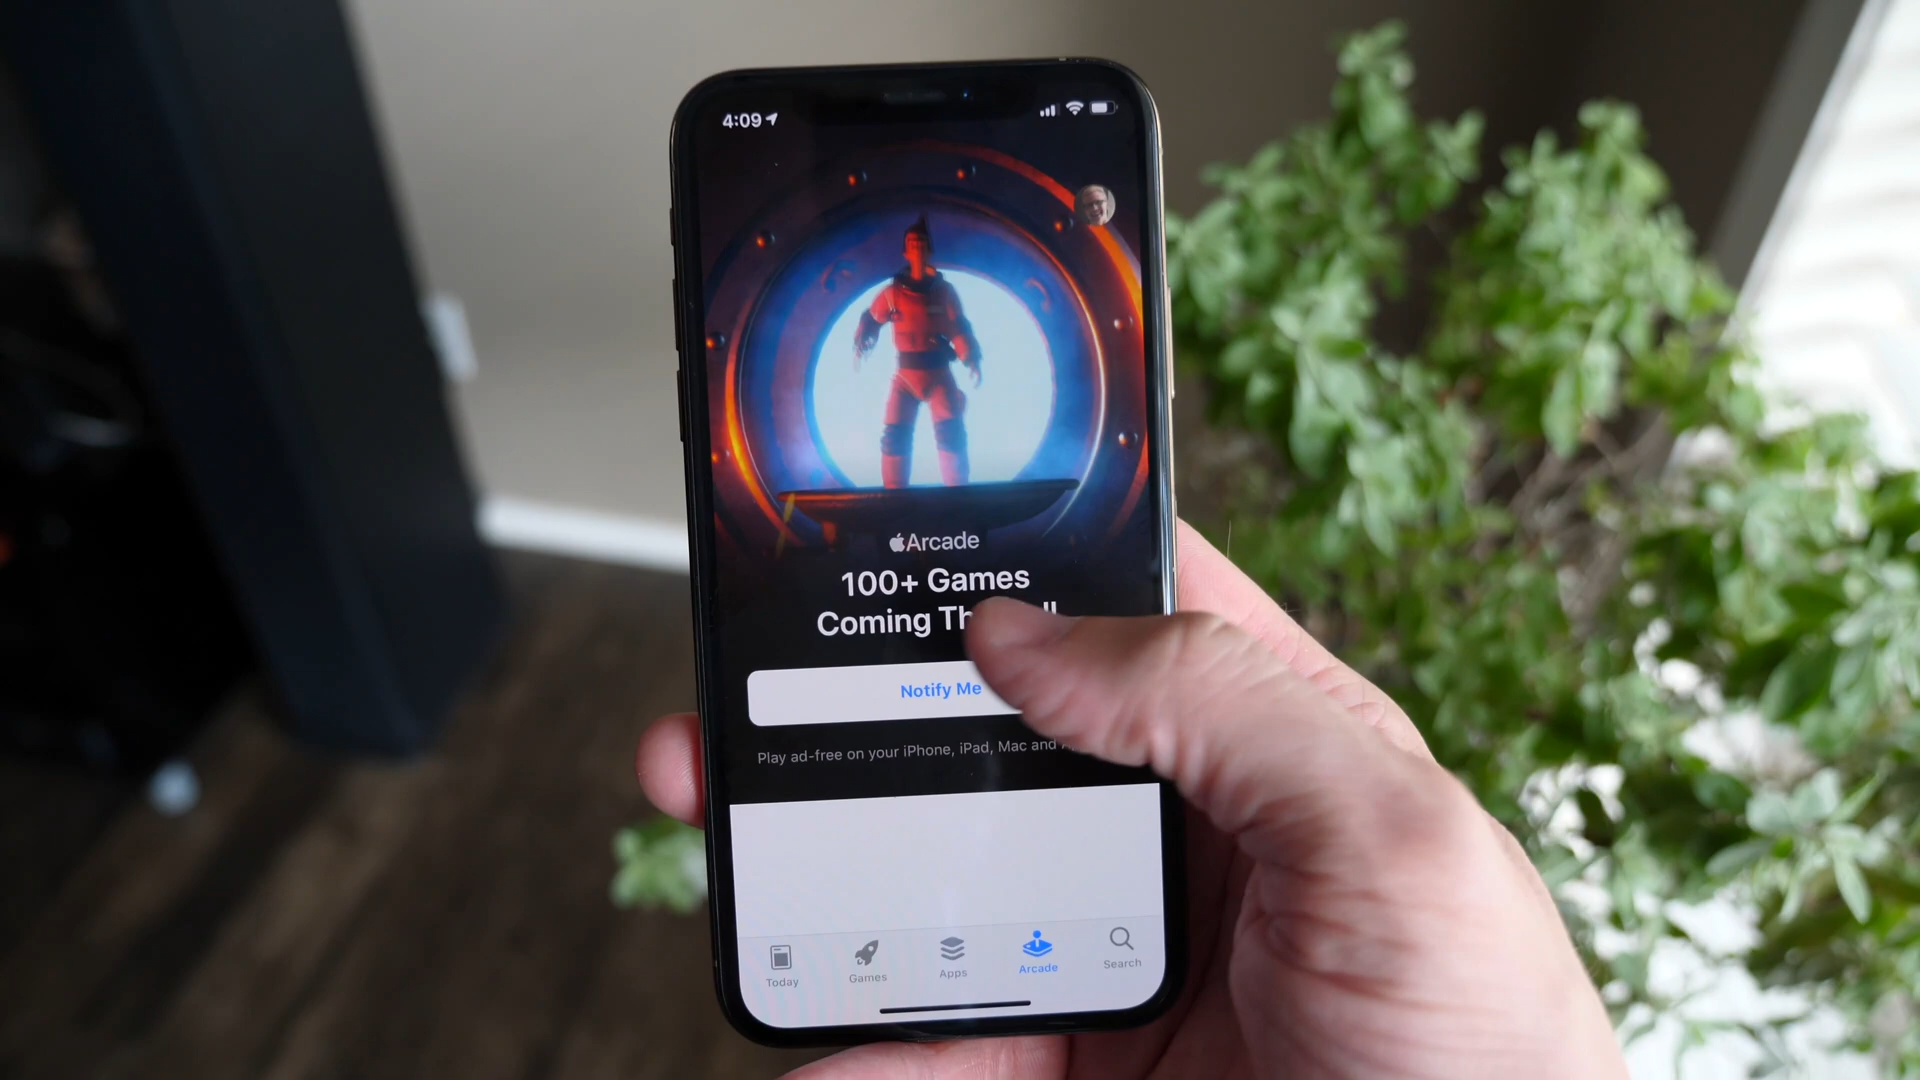 4:09
Arcade
100+ Games
Coming
Notify Me
Play ad-free on your iPhone, iPad, Mac and
Today
Games
Apps
Arcade
Search